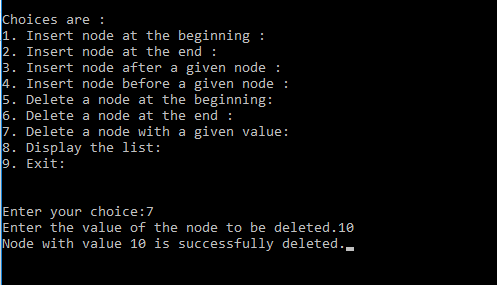 Choices are :
1. Insert node at the beginning :
2. Insert node at the end :
3. Insert node after a given node :
4. Insert node before a given node :
5. Delete a node at the beginning:
6. Delete a node at the end :
7. Delete a node with a given value:
8. Display the list:
9. Exit:
Enter your choice:7
Enter the value of the node to be deleted.10
Node with value 10 is successfully deleted.